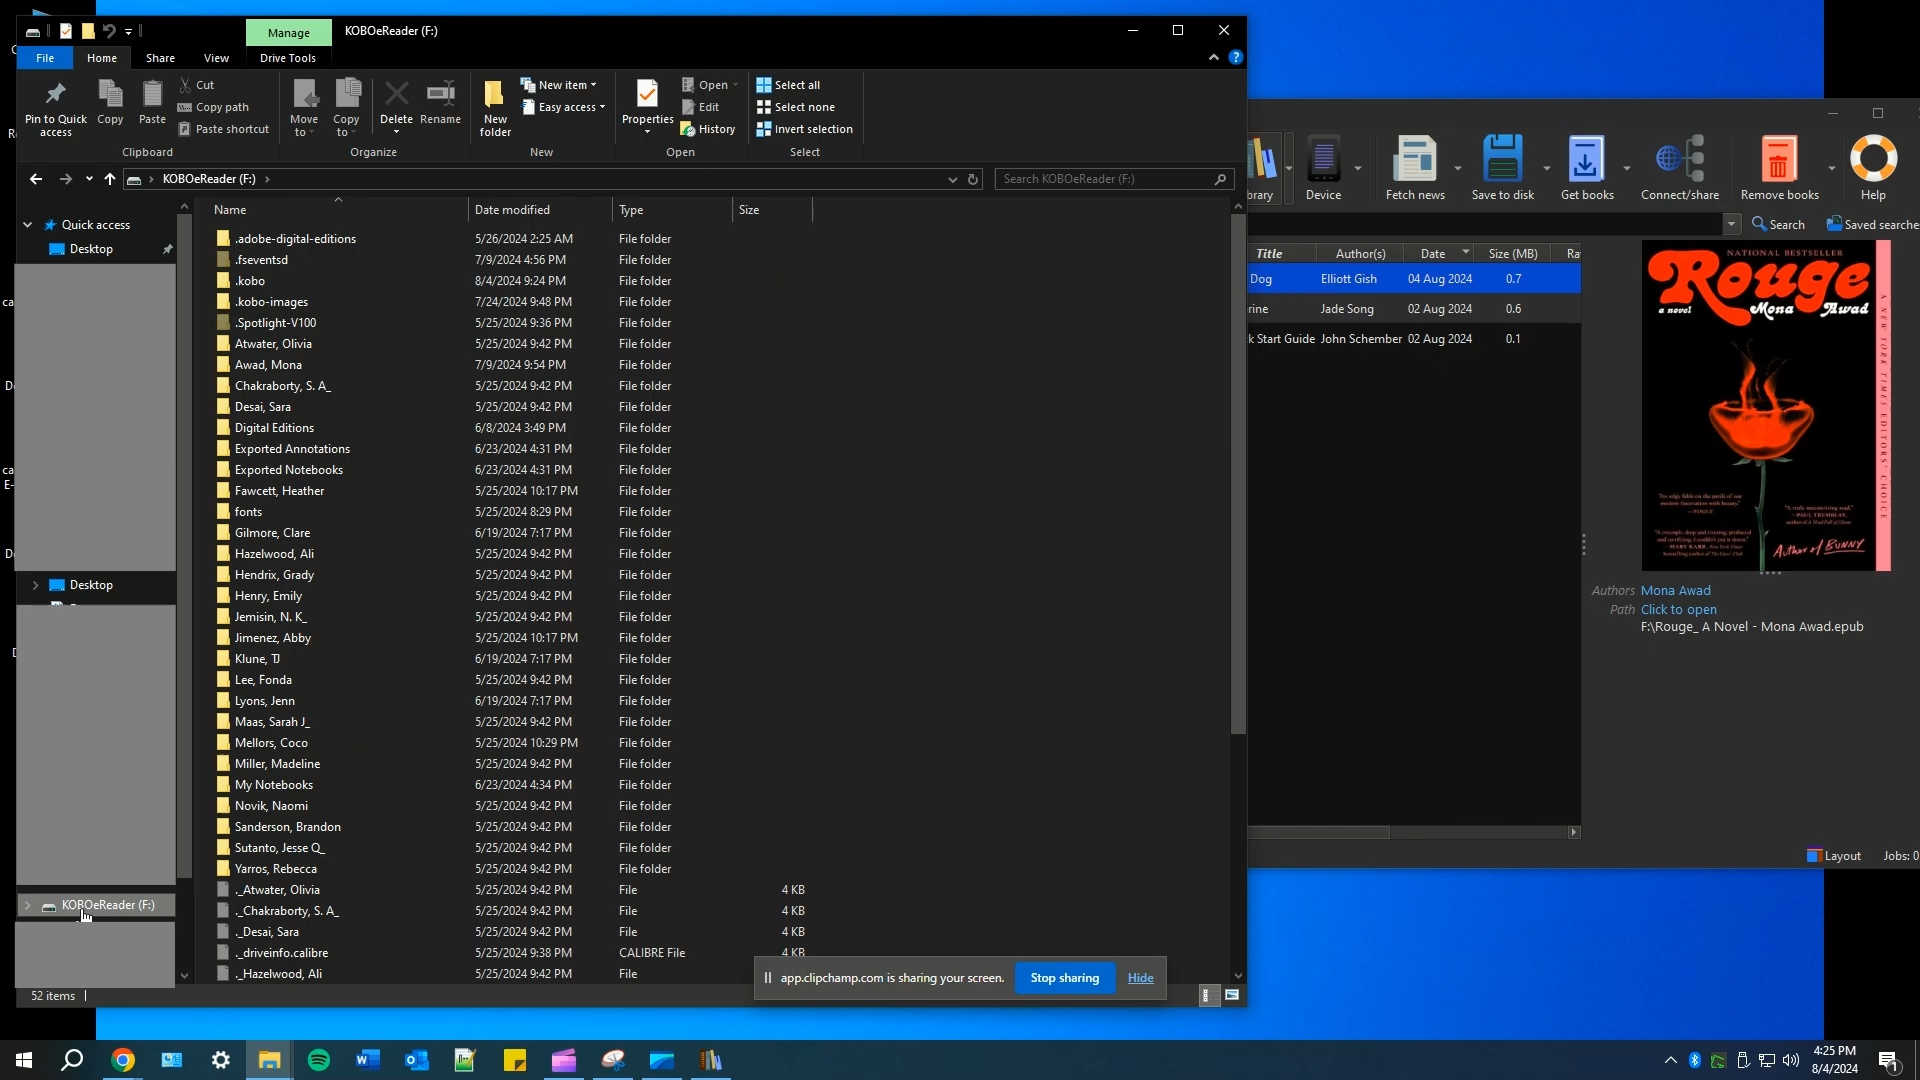 Manage
KOBOeReader (F:)
File
Home
Share
View
Drive Tools
Pin to Quick access
Copy
Paste
Cut
Copy path
Paste shortcut
Clipboard
Move to
Copy to
Delete
Rename
Organize
New folder
New item
Easy access
New
Properties
Open
Edit
History
Open
Select all
Select none
Invert selection
Select
KOBOeReader (F:)
Search KOBOeReader (F:)
Quick access
Desktop
Desktop
KOBOeReader (F:)
Name Date modified Type Size
.adobe-digital-editions 5/26/2024 2:25 AM File folder
.fseventsd 7/9/2024 4:56 PM File folder
.kobo 8/4/2024 9:24 PM File folder
.kobo-images 7/24/2024 9:48 PM File folder
.Spotlight-V100 5/25/2024 9:36 PM File folder
Atwater, Olivia 5/25/2024 9:42 PM File folder
Awad, Mona 7/9/2024 9:54 PM File folder
Chakraborty, S. A_ 5/25/2024 9:42 PM File folder
Desai, Sara 5/25/2024 9:42 PM File folder
Digital Editions 6/8/2024 3:49 PM File folder
Exported Annotations 6/23/2024 4:31 PM File folder
Exported Notebooks 6/23/2024 4:31 PM File folder
Fawcett, Heather 5/25/2024 10:17 PM File folder
fonts 5/25/2024 8:29 PM File folder
Gilmore, Clare 6/19/2024 7:17 PM File folder
Hazelwood, Ali 5/25/2024 9:42 PM File folder
Hendrix, Grady 5/25/2024 9:42 PM File folder
Henry, Emily 5/25/2024 9:42 PM File folder
Jemisin, N. K_ 5/25/2024 9:42 PM File folder
Jimenez, Abby 5/25/2024 10:17 PM File folder
Klune, TJ 6/19/2024 7:17 PM File folder
Lee, Fonda 5/25/2024 9:42 PM File folder
Lyons, Jenn 6/19/2024 7:17 PM File folder
Maas, Sarah J_ 5/25/2024 9:42 PM File folder
Mellors, Coco 5/25/2024 10:29 PM File folder
Miller, Madeline 5/25/2024 9:42 PM File folder
My Notebooks 6/23/2024 4:34 PM File folder
Novik, Naomi 5/25/2024 9:42 PM File folder
Sanderson, Brandon 5/25/2024 9:42 PM File folder
Sutanto, Jesse Q_ 5/25/2024 9:42 PM File folder
Yarros, Rebecca 5/25/2024 9:42 PM File folder
._Atwater, Olivia 5/25/2024 9:42 PM File 4 KB
._Chakraborty, S. A_ 5/25/2024 9:42 PM File 4 KB
._Desai, Sara 5/25/2024 9:42 PM File 4 KB
._driveinfo.calibre 5/25/2024 9:38 PM CALIBRE File 4 KB
._Hazelwood, Ali 5/25/2024 9:42 PM File
52 items
app.clipchamp.com is sharing your screen. Stop sharing Hide
brary
Device
Fetch news
Save to disk
Get books
Connect/share
Remove books
Help
Search
Saved searche
Title Author(s) Date Size (MB) Ra
Dog Elliott Gish 04 Aug 2024 0.7
rine Jade Song 02 Aug 2024 0.6
k Start Guide John Schember 02 Aug 2024 0.1
NATIONAL BESTSELLER
Rouge
a novel Mona Awad
A NEW YORK TIMES EDITORS' CHOICE
Author of BUNNY
Authors Mona Awad
Path Click to open
F:\Rouge_ A Novel - Mona Awad.epub
Layout
Jobs: 0
4:25 PM
8/4/2024
1